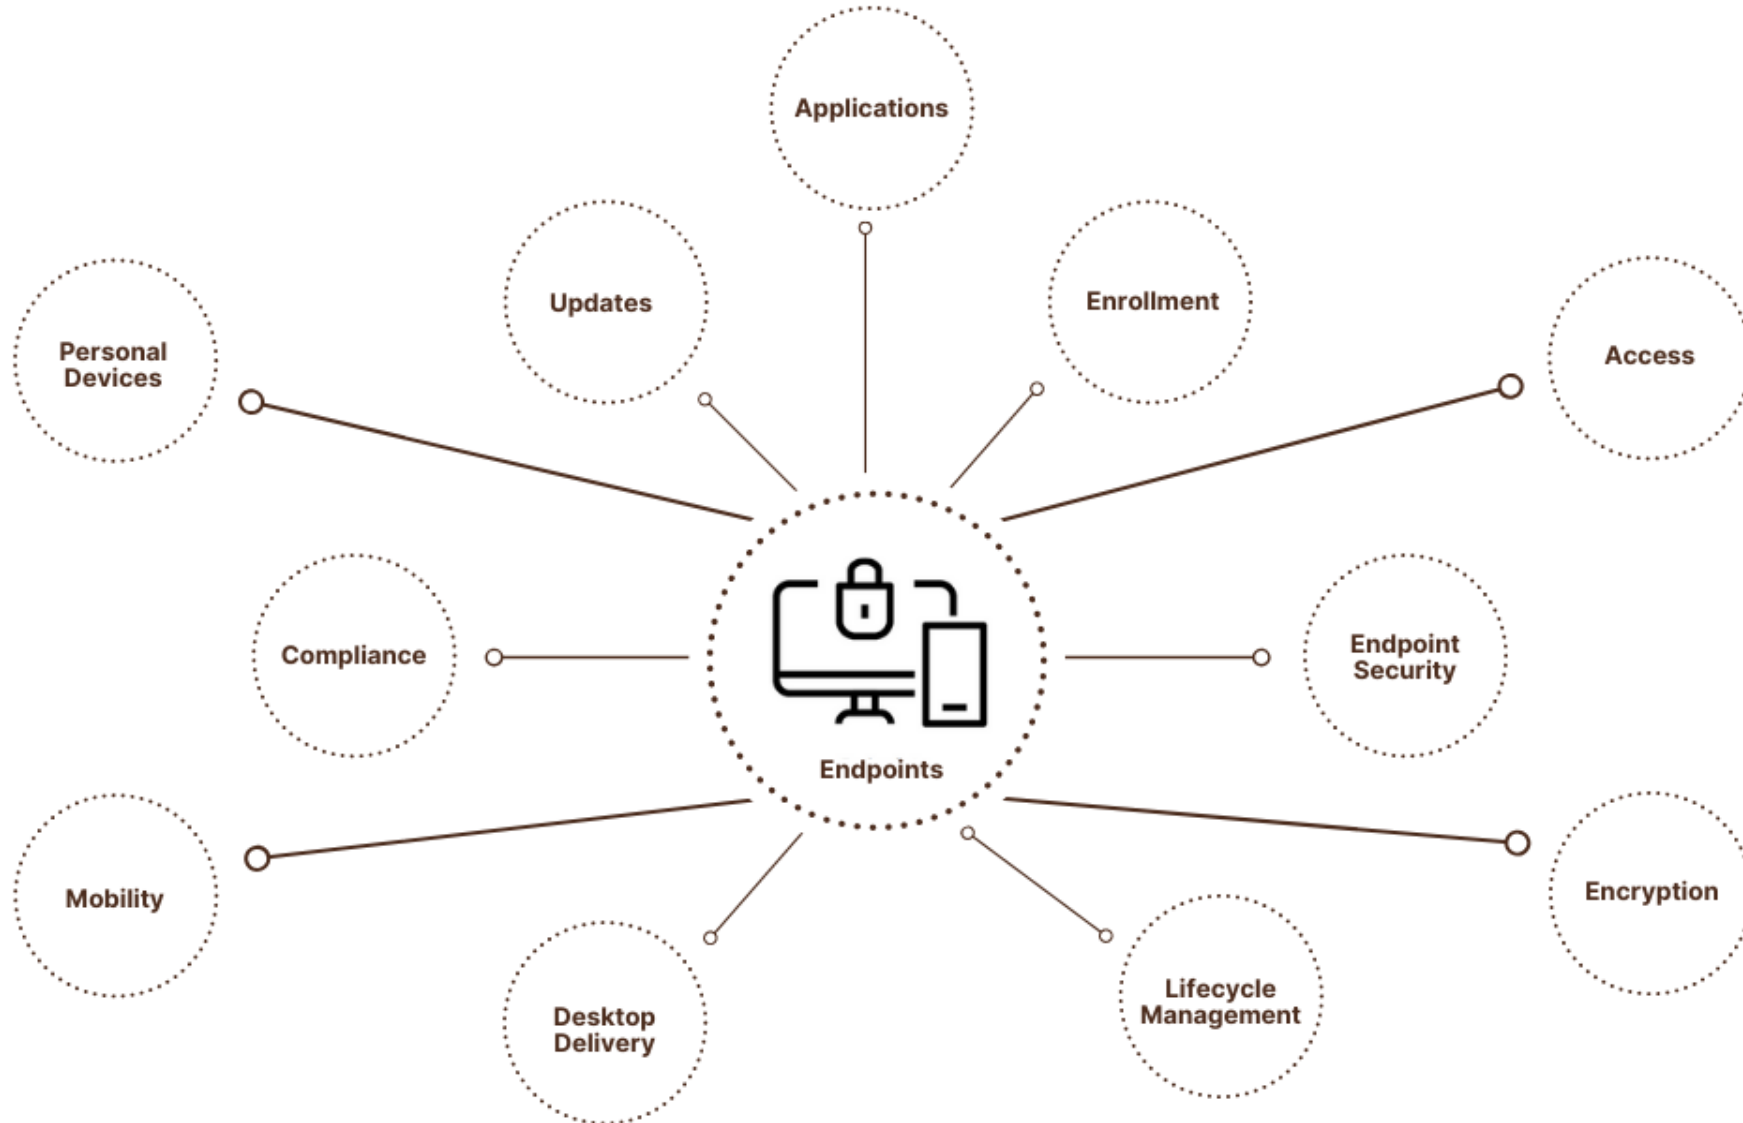 Applications
Updates
Enrollment
Personal
Devices
Access
Compliance
Endpoint
Security
Endpoints
Mobility
Encryption
Desktop
Delivery
Lifecycle
Management